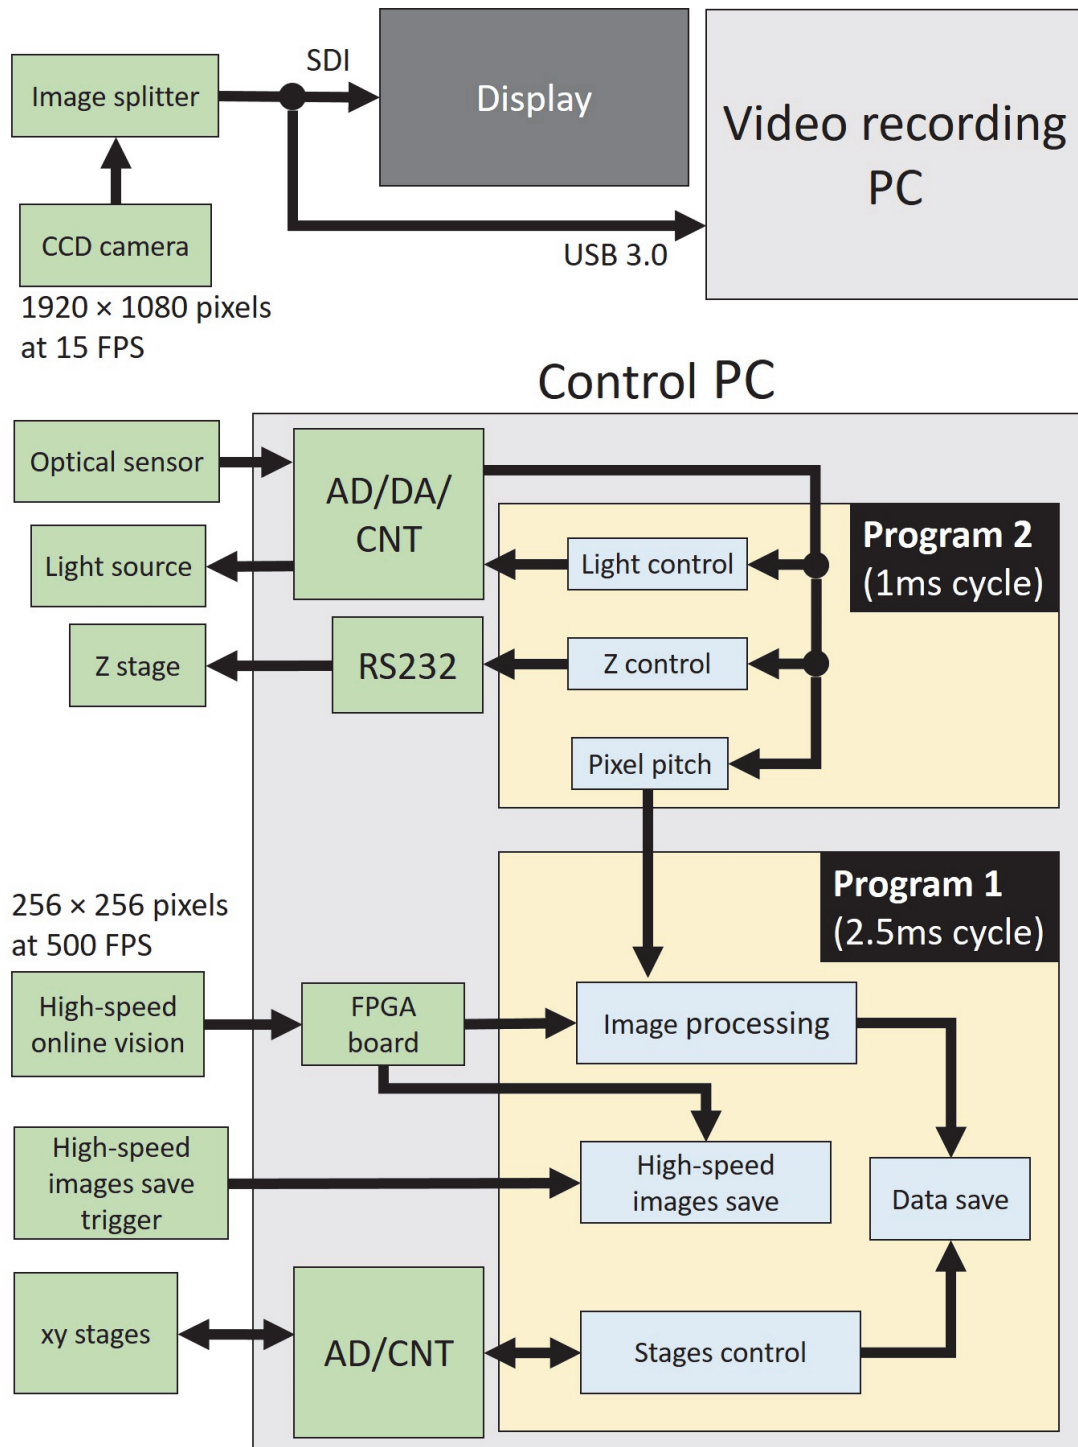 SDI
Image splitter
Display
Video recording
PC
CCD camera
USB 3.0
1920 × 1080 pixels
at 15 FPS
Control PC
Optical sensor
AD/DA/
CNT
Program 2
(1ms cycle)
Light source
Light control
Z stage
RS232
Z control
Pixel pitch
Program 1
(2.5ms cycle)
256 × 256 pixels
at 500 FPS
High-speed
online vision
FPGA
board
Image processing
High-speed
images save
trigger
High-speed
images save
Data save
xy stages
AD/CNT
Stages control